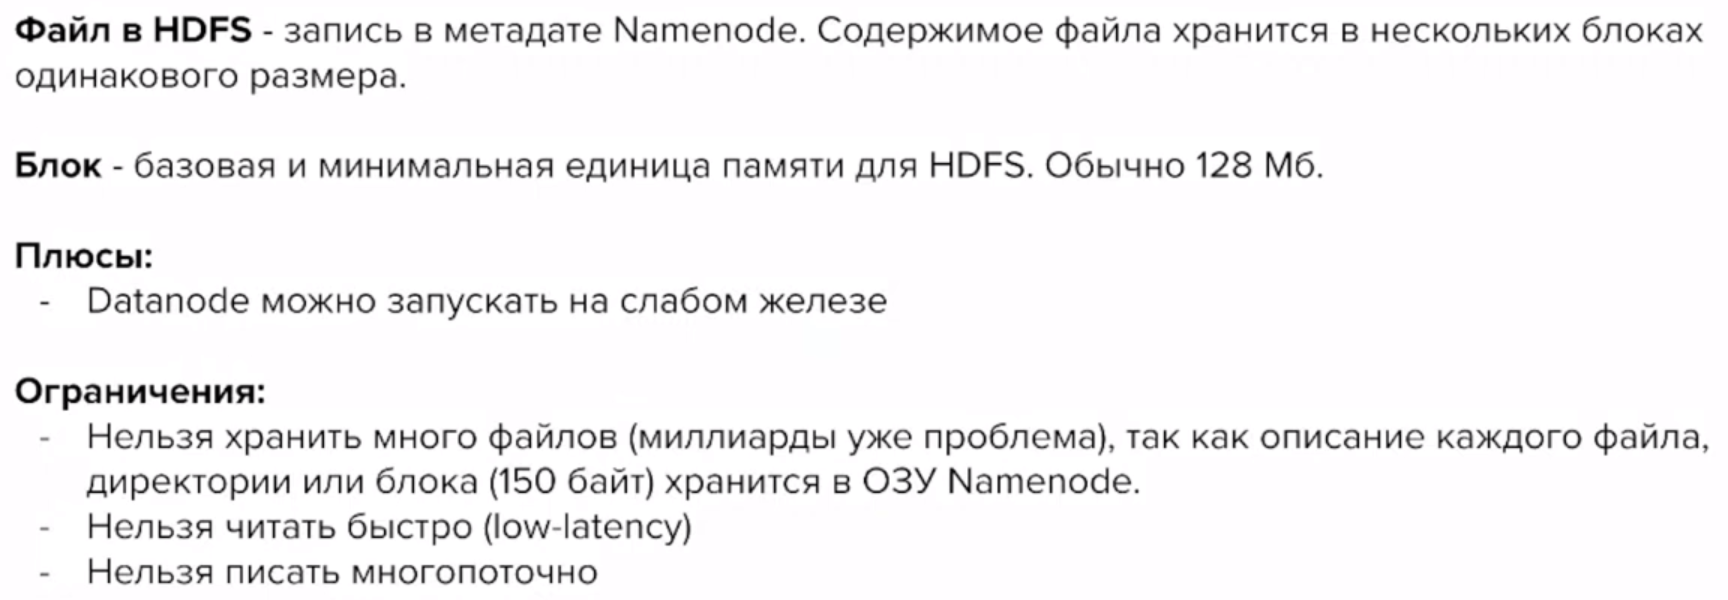 Файл в HDFS - запись в метадате Namenode. Содержимое файла хранится в нескольких блоках
одинакового размера.
Блок - базовая и минимальная единица памяти для HDFS. Обычно 128 Мб.
Плюсы:
- Datanode можно запускать на слабом железе
Ограничения:
- Нельзя хранить много файлов (миллиарды уже проблема), так как описание каждого файла,
директории или блока (150 байт) хранится в ОЗУ Namenode.
- Нельзя читать быстро (low-latency)
- Нельзя писать многопоточно